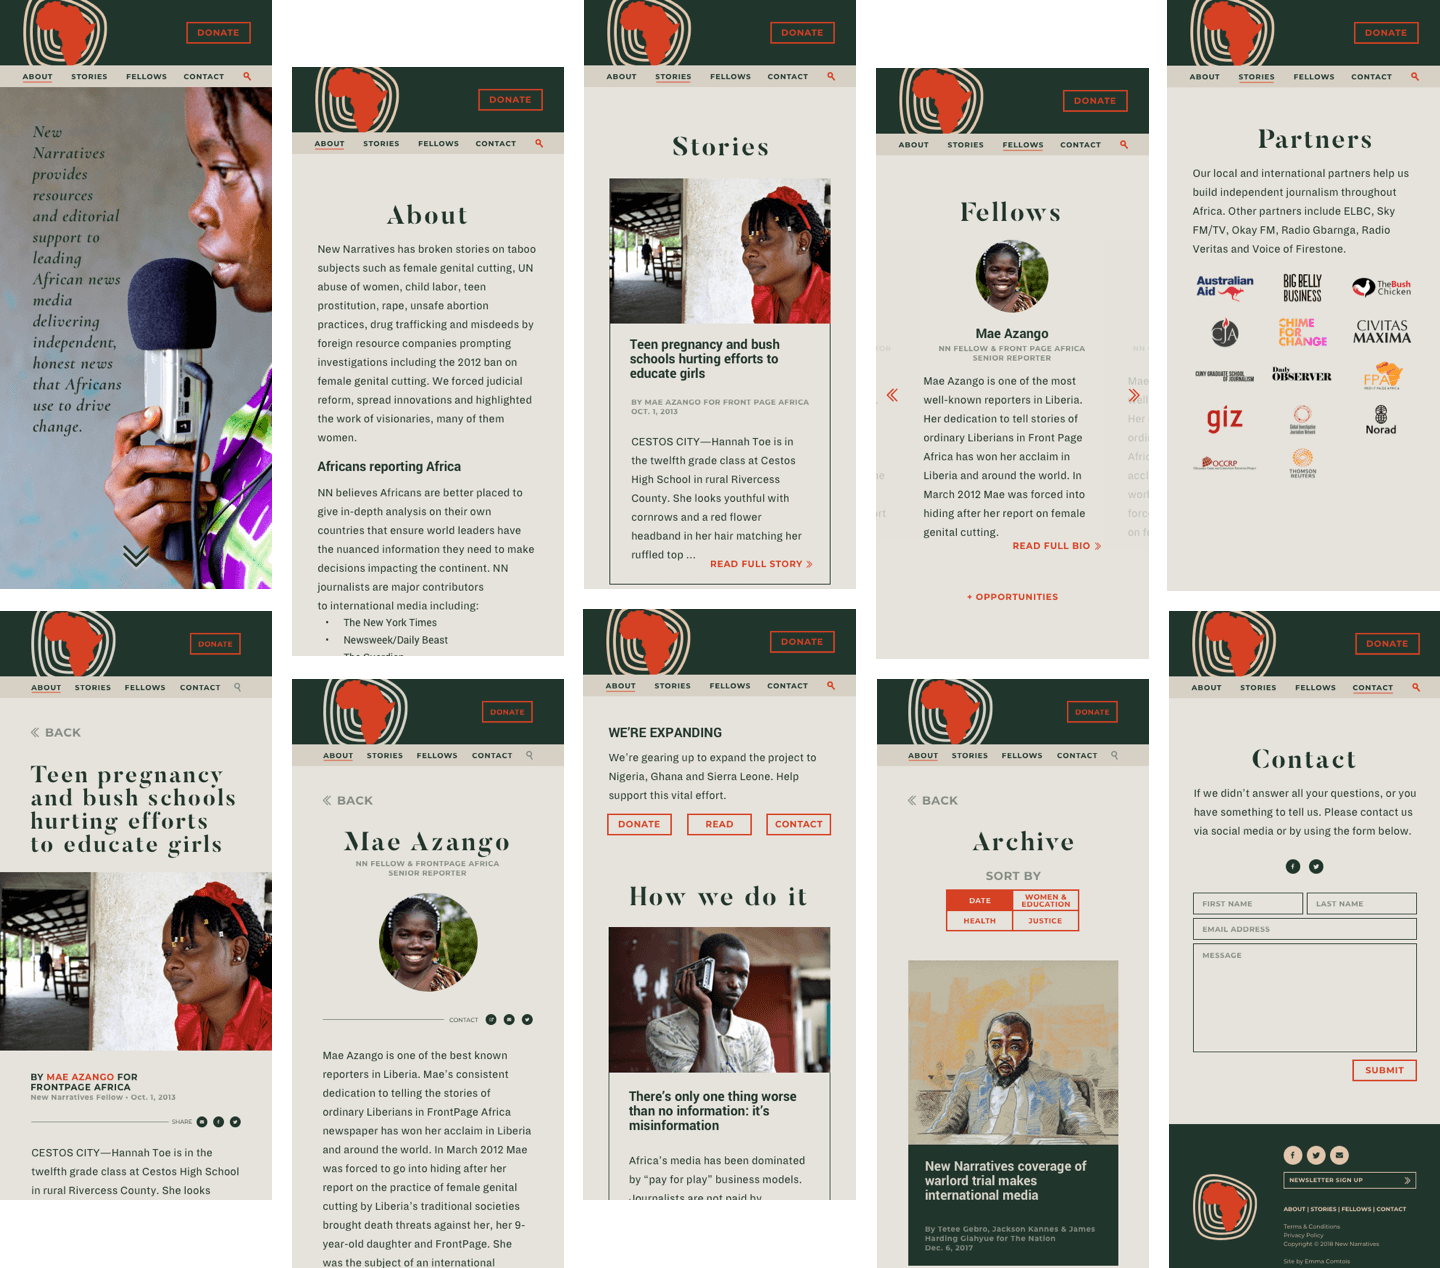 DONATE
ABOUT STORIES FELLOWS CONTACT
New
Narratives
provides
resources
and editorial
support to
leading
African news
media
delivering
independent,
honest news
that Africans
use to drive
change.
DONATE
ABOUT STORIES FELLOWS CONTACT
About
New Narratives has broken stories on taboo
subjects such as female genital cutting, UN
abuse of women, child labor, teen
prostitution, rape, unsafe abortion
practices, drug trafficking and misdeeds by
foreign resource companies prompting
investigations including the 2012 ban on
female genital cutting. We forced judicial
reform, spread innovations and highlighted
the work of visionaries, many of them
women.
Africans reporting Africa
NN believes Africans are better placed to
give in-depth analysis on their own
countries that ensure world leaders have
the nuanced information they need to make
decisions impacting the continent. NN
journalists are major contributors
to international media including:
• The New York Times
• Newsweek/Daily Beast
DONATE
ABOUT STORIES FELLOWS CONTACT
Stories
Teen pregnancy and bush
schools hurting efforts to
educate girls
BY MAE AZANGO FOR FRONT PAGE AFRICA
OCT. 1, 2013
CESTOS CITY—Hannah Toe is in
the twelfth grade class at Cestos
High School in rural Rivercess
County. She looks youthful with
cornrows and a red flower
headband in her hair matching her
ruffled top ...
READ FULL STORY
DONATE
ABOUT STORIES FELLOWS CONTACT
Fellows
Mae Azango
NN FELLOW & FRONT PAGE AFRICA
SENIOR REPORTER
Mae Azango is one of the most
well-known reporters in Liberia.
Her dedication to tell stories of
ordinary Liberians in Front Page
Africa has won her acclaim in
Liberia and around the world. In
March 2012 Mae was forced into
hiding after her report on female
genital cutting.
READ FULL BIO
+ OPPORTUNITIES
DONATE
ABOUT STORIES FELLOWS CONTACT
Partners
Our local and international partners help us
build independent journalism throughout
Africa. Other partners include ELBC, Sky
FM/TV, Okay FM, Radio Gbarnga, Radio
Veritas and Voice of Firestone.
Australian
Aid
BIG BELLY
BUSINESS
TheBush
Chicken
CJA
CHIME
FOR
CHANGE
CIVITAS
MAXIMA
CUNY GRADUATE SCHOOL
OF JOURNALISM
Daily
OBSERVER
FPA
giz
Global Investigative
Journalism Network
Norad
OCCRP
THOMSON
REUTERS
DONATE
ABOUT STORIES FELLOWS CONTACT
BACK
Teen pregnancy
and bush schools
hurting efforts
to educate girls
BY MAE AZANGO FOR
FRONTPAGE AFRICA
New Narratives Fellow • Oct. 1, 2013
SHARE
CESTOS CITY—Hannah Toe is in the
twelfth grade class at Cestos High School
in rural Rivercess County. She looks
DONATE
ABOUT STORIES FELLOWS CONTACT
BACK
Mae Azango
NN FELLOW & FRONTPAGE AFRICA
SENIOR REPORTER
CONTACT
Mae Azango is one of the best known
reporters in Liberia. Mae's consistent
dedication to telling the stories of
ordinary Liberians in FrontPage Africa
newspaper has won her acclaim in Liberia
and around the world. In March 2012 Mae
was forced to go into hiding after her
report on the practice of female genital
cutting by Liberia's traditional societies
brought death threats against her, her 9-
year-old daughter and FrontPage. She
was the subject of an international
DONATE
ABOUT STORIES FELLOWS CONTACT
WE'RE EXPANDING
We're gearing up to expand the project to
Nigeria, Ghana and Sierra Leone. Help
support this vital effort.
DONATE READ CONTACT
How we do it
There's only one thing worse
than no information: it's
misinformation
Africa's media has been dominated
by “pay for play” business models.
Journalists are not paid by
DONATE
ABOUT STORIES FELLOWS CONTACT
BACK
Archive
SORT BY
DATE
WOMEN &
EDUCATION
HEALTH JUSTICE
New Narratives coverage of
warlord trial makes
international media
By Tetee Gebro, Jackson Kannes & James
Harding Giahyue for The Nation
Dec. 6, 2017
DONATE
ABOUT STORIES FELLOWS CONTACT
Contact
If we didn't answer all your questions, or you
have something to tell us. Please contact us
via social media or by using the form below.
FIRST NAME LAST NAME
EMAIL ADDRESS
MESSAGE
SUBMIT
NEWSLETTER SIGN UP
ABOUT | STORIES | FELLOWS | CONTACT
Terms & Conditions
Privacy Policy
Copyright © 2018 New Narratives
Site by Emma Comtois